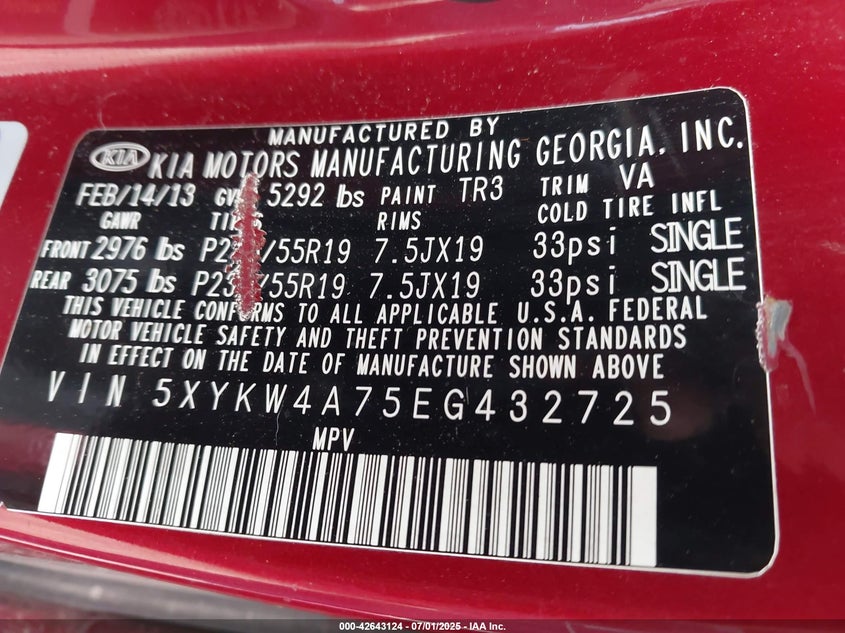 MANUFACTURED BY
KIA KIA MOTORS MANUFACTURING GEORGIA, INC.
FEB/14/13 5292 lbs PAINT TR3 TRIM VA
GAWR RIMS COLD TIRE INFL
FRONT 2976 lbs /55R19 7.5JX19 33psi SINGLE
REAR 3075 lbs /55R19 7.5JX19 33psi SINGLE
THIS VEHICLE CONFORMS TO ALL APPLICABLE U.S.A. FEDERAL
MOTOR VEHICLE SAFETY AND THEFT PREVENTION STANDARDS
IN EFFECT ON THE DATE OF MANUFACTURE SHOWN ABOVE
VIN 5XYKW4A75EG432725
MPV
000-42643124 | 07/01/2025 | IAA Inc.